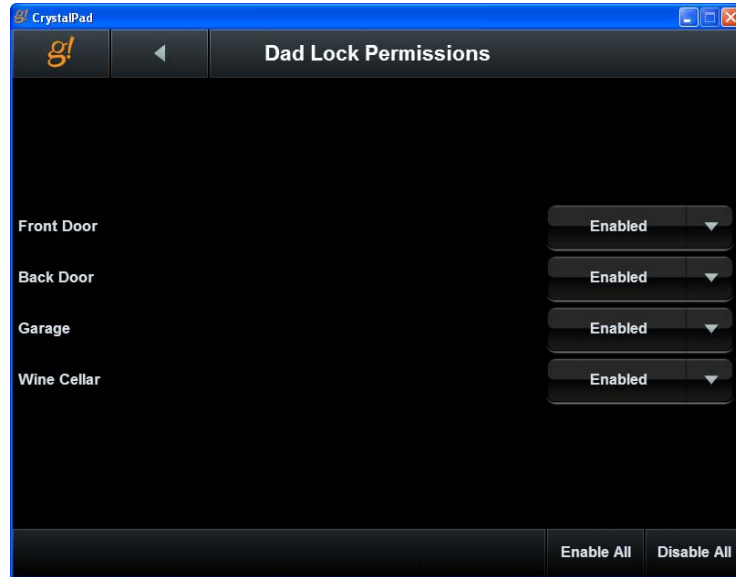 g! CrystalPad
g! Dad Lock Permissions
Front Door Enabled
Back Door Enabled
Garage Enabled
Wine Cellar Enabled
Enable All Disable All